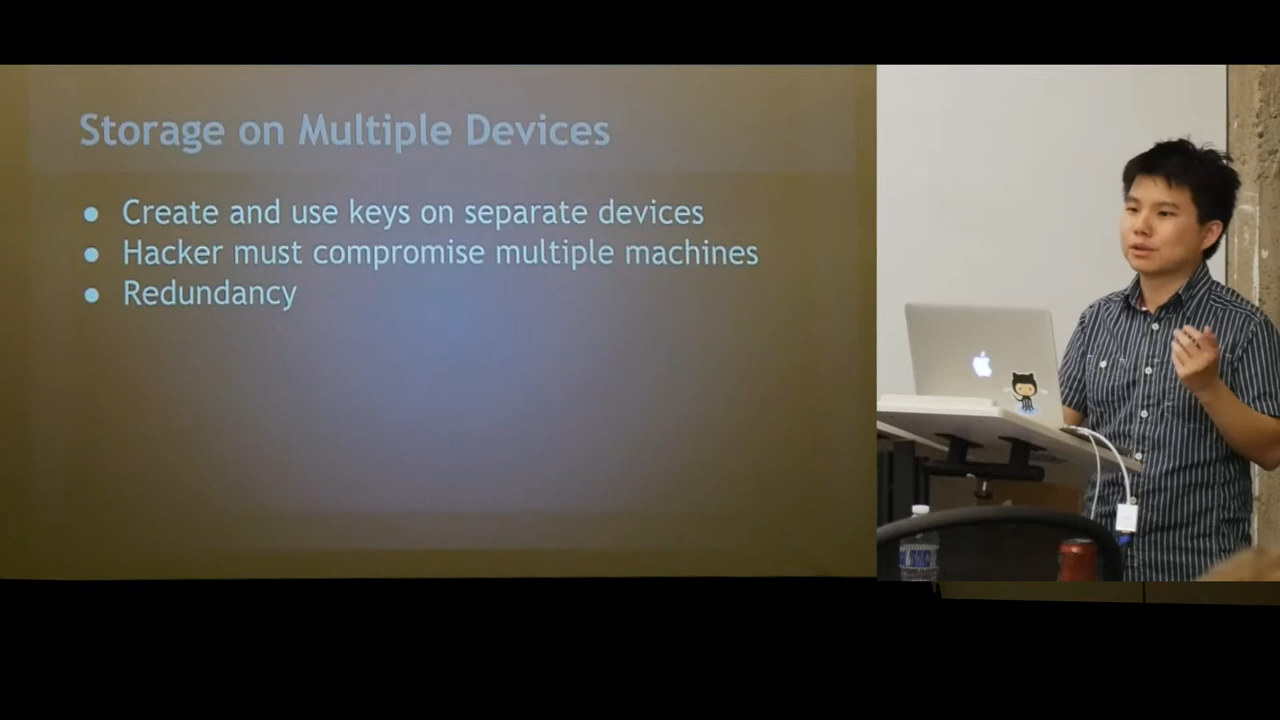 Storage on Multiple Devices
● Create and use keys on separate devices
● Hacker must compromise multiple machines
● Redundancy